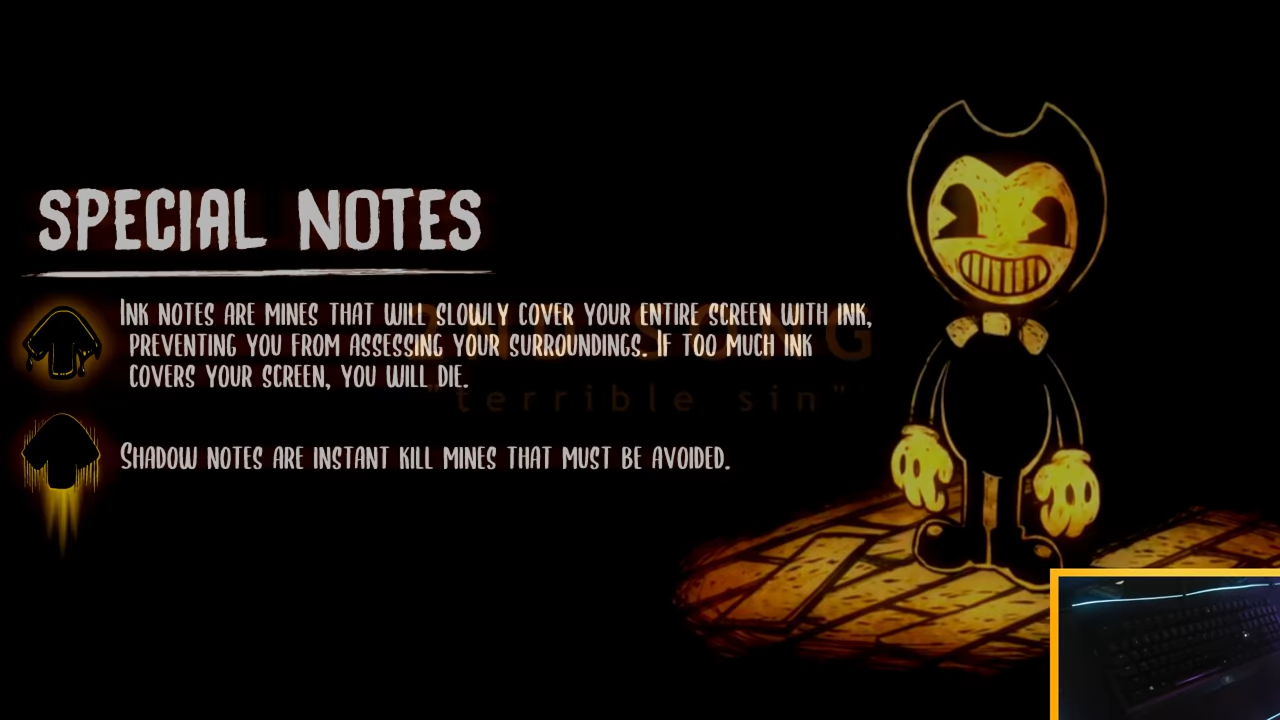 SPECIAL NOTES
INK NOTES ARE MINES THAT WILL SLOWLY COVER YOUR ENTIRE SCREEN WITH INK,
PREVENTING YOU FROM ASSESSING YOUR SURROUNDINGS. IF TOO MUCH INK
COVERS YOUR SCREEN, YOU WILL DIE.
SHADOW NOTES ARE INSTANT KILL MINES THAT MUST BE AVOIDED.
2ND SONG
"terrible sin"